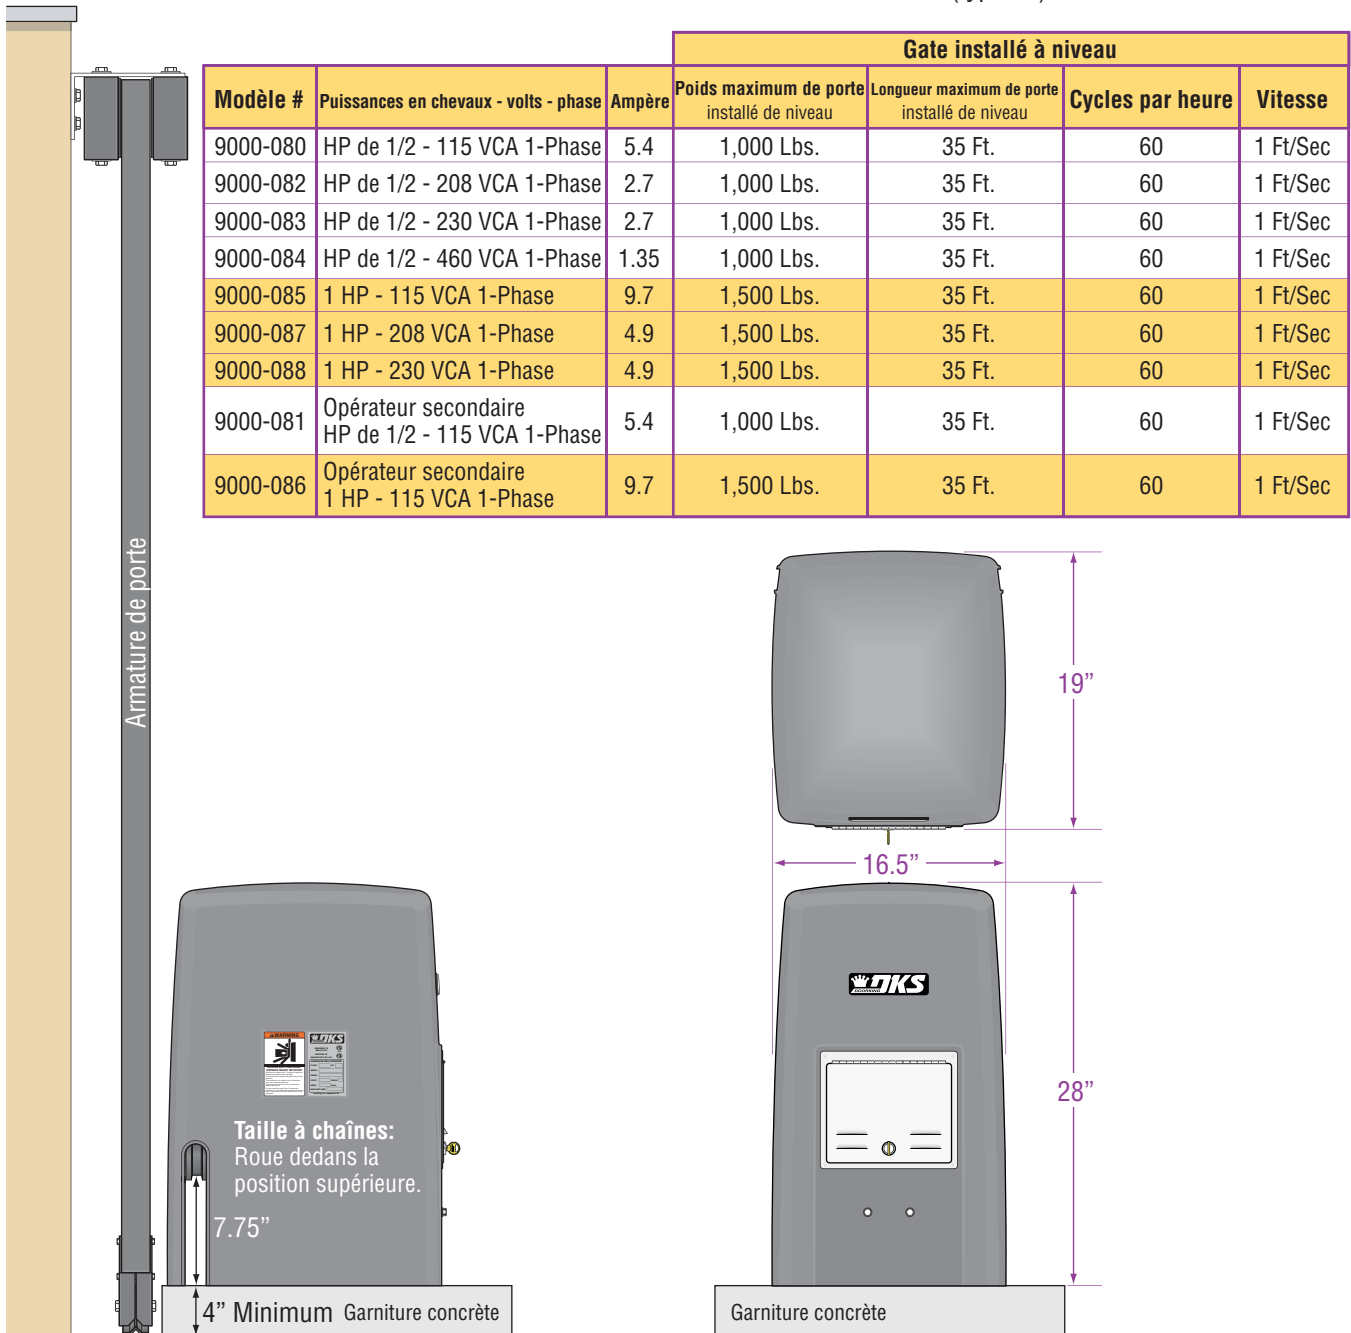 Gate installé à niveau
Modèle # Puissances en chevaux - volts - phase Ampère Poids maximum de porte installé de niveau Longueur maximum de porte installé de niveau Cycles par heure Vitesse
9000-080 HP de 1/2 - 115 VCA 1-Phase 5.4 1,000 Lbs. 35 Ft. 60 1 Ft/Sec
9000-082 HP de 1/2 - 208 VCA 1-Phase 2.7 1,000 Lbs. 35 Ft. 60 1 Ft/Sec
9000-083 HP de 1/2 - 230 VCA 1-Phase 2.7 1,000 Lbs. 35 Ft. 60 1 Ft/Sec
9000-084 HP de 1/2 - 460 VCA 1-Phase 1.35 1,000 Lbs. 35 Ft. 60 1 Ft/Sec
9000-085 1 HP - 115 VCA 1-Phase 9.7 1,500 Lbs. 35 Ft. 60 1 Ft/Sec
9000-087 1 HP - 208 VCA 1-Phase 4.9 1,500 Lbs. 35 Ft. 60 1 Ft/Sec
9000-088 1 HP - 230 VCA 1-Phase 4.9 1,500 Lbs. 35 Ft. 60 1 Ft/Sec
9000-081 Opérateur secondaire HP de 1/2 - 115 VCA 1-Phase 5.4 1,000 Lbs. 35 Ft. 60 1 Ft/Sec
9000-086 Opérateur secondaire 1 HP - 115 VCA 1-Phase 9.7 1,500 Lbs. 35 Ft. 60 1 Ft/Sec
Armature de porte
19”
16.5”
DKS
DOORKING
28”
WARNING
DKS
Taille à chaînes:
Roue dedans la
position supérieure.
7.75”
4” Minimum Garniture concrète
Garniture concrète